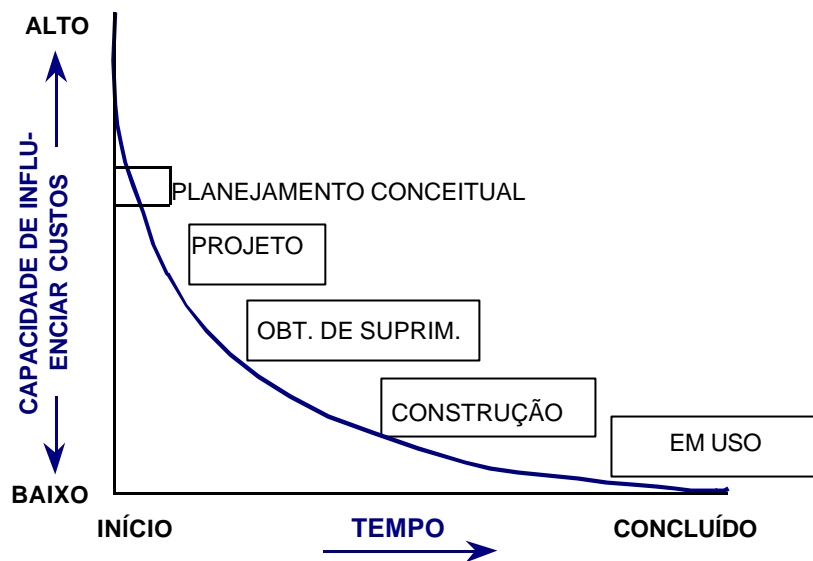 ALTO
CAPACIDADE DE INFLU-
ENCIAR CUSTOS
PLANEJAMENTO CONCEITUAL
PROJETO
OBT. DE SUPRIM.
CONSTRUÇÃO
EM USO
BAIXO
INÍCIO
TEMPO
CONCLUÍDO